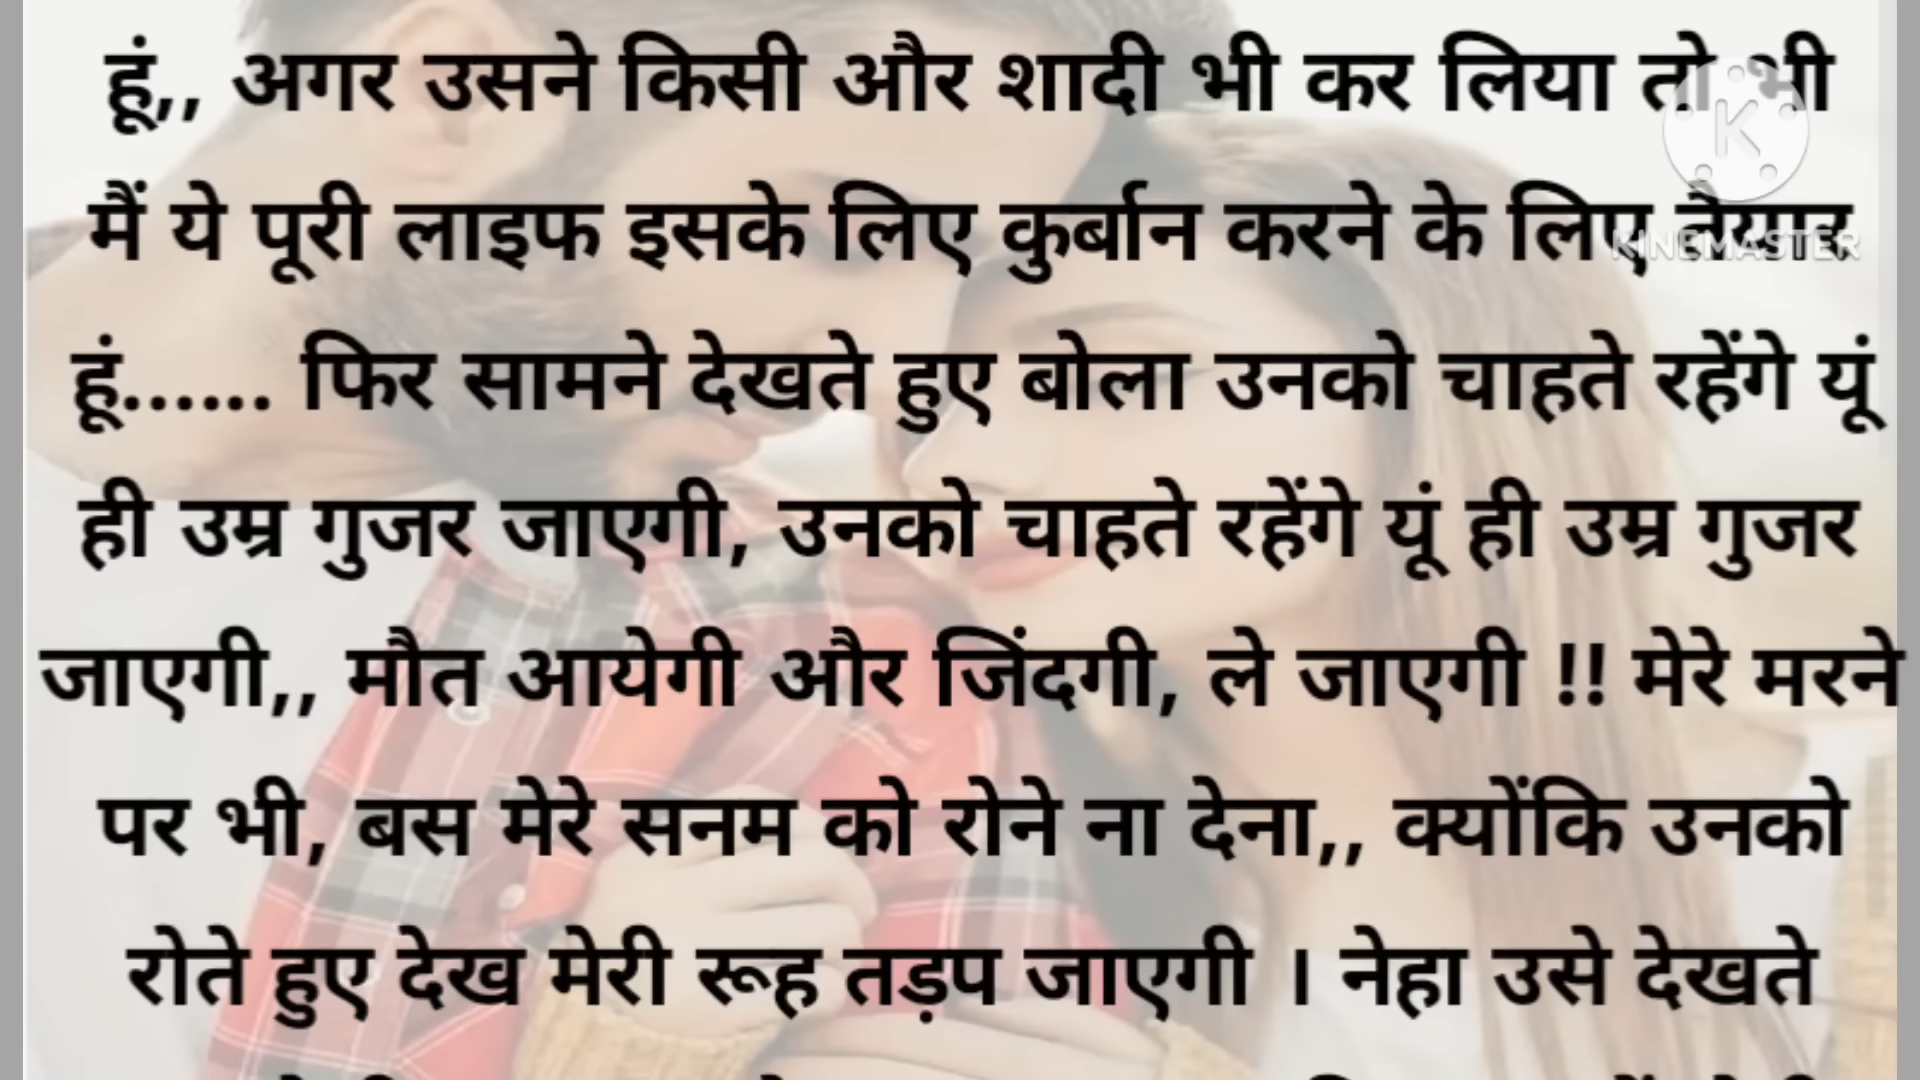 हूं,, अगर उसने किसी और शादी भी कर लिया तो भी
मैं ये पूरी लाइफ इसके लिए कुर्बान करने के लिए तैयार
हूं...... फिर सामने देखते हुए बोला उनको चाहते रहेंगे यूं
ही उम्र गुजर जाएगी, उनको चाहते रहेंगे यूं ही उम्र गुजर
जाएगी,, मौत आयेगी और जिंदगी, ले जाएगी !! मेरे मरने
पर भी, बस मेरे सनम को रोने ना देना,, क्योंकि उनको
रोते हुए देख मेरी रूह तड़प जाएगी । नेहा उसे देखते
K
KINEMASTER